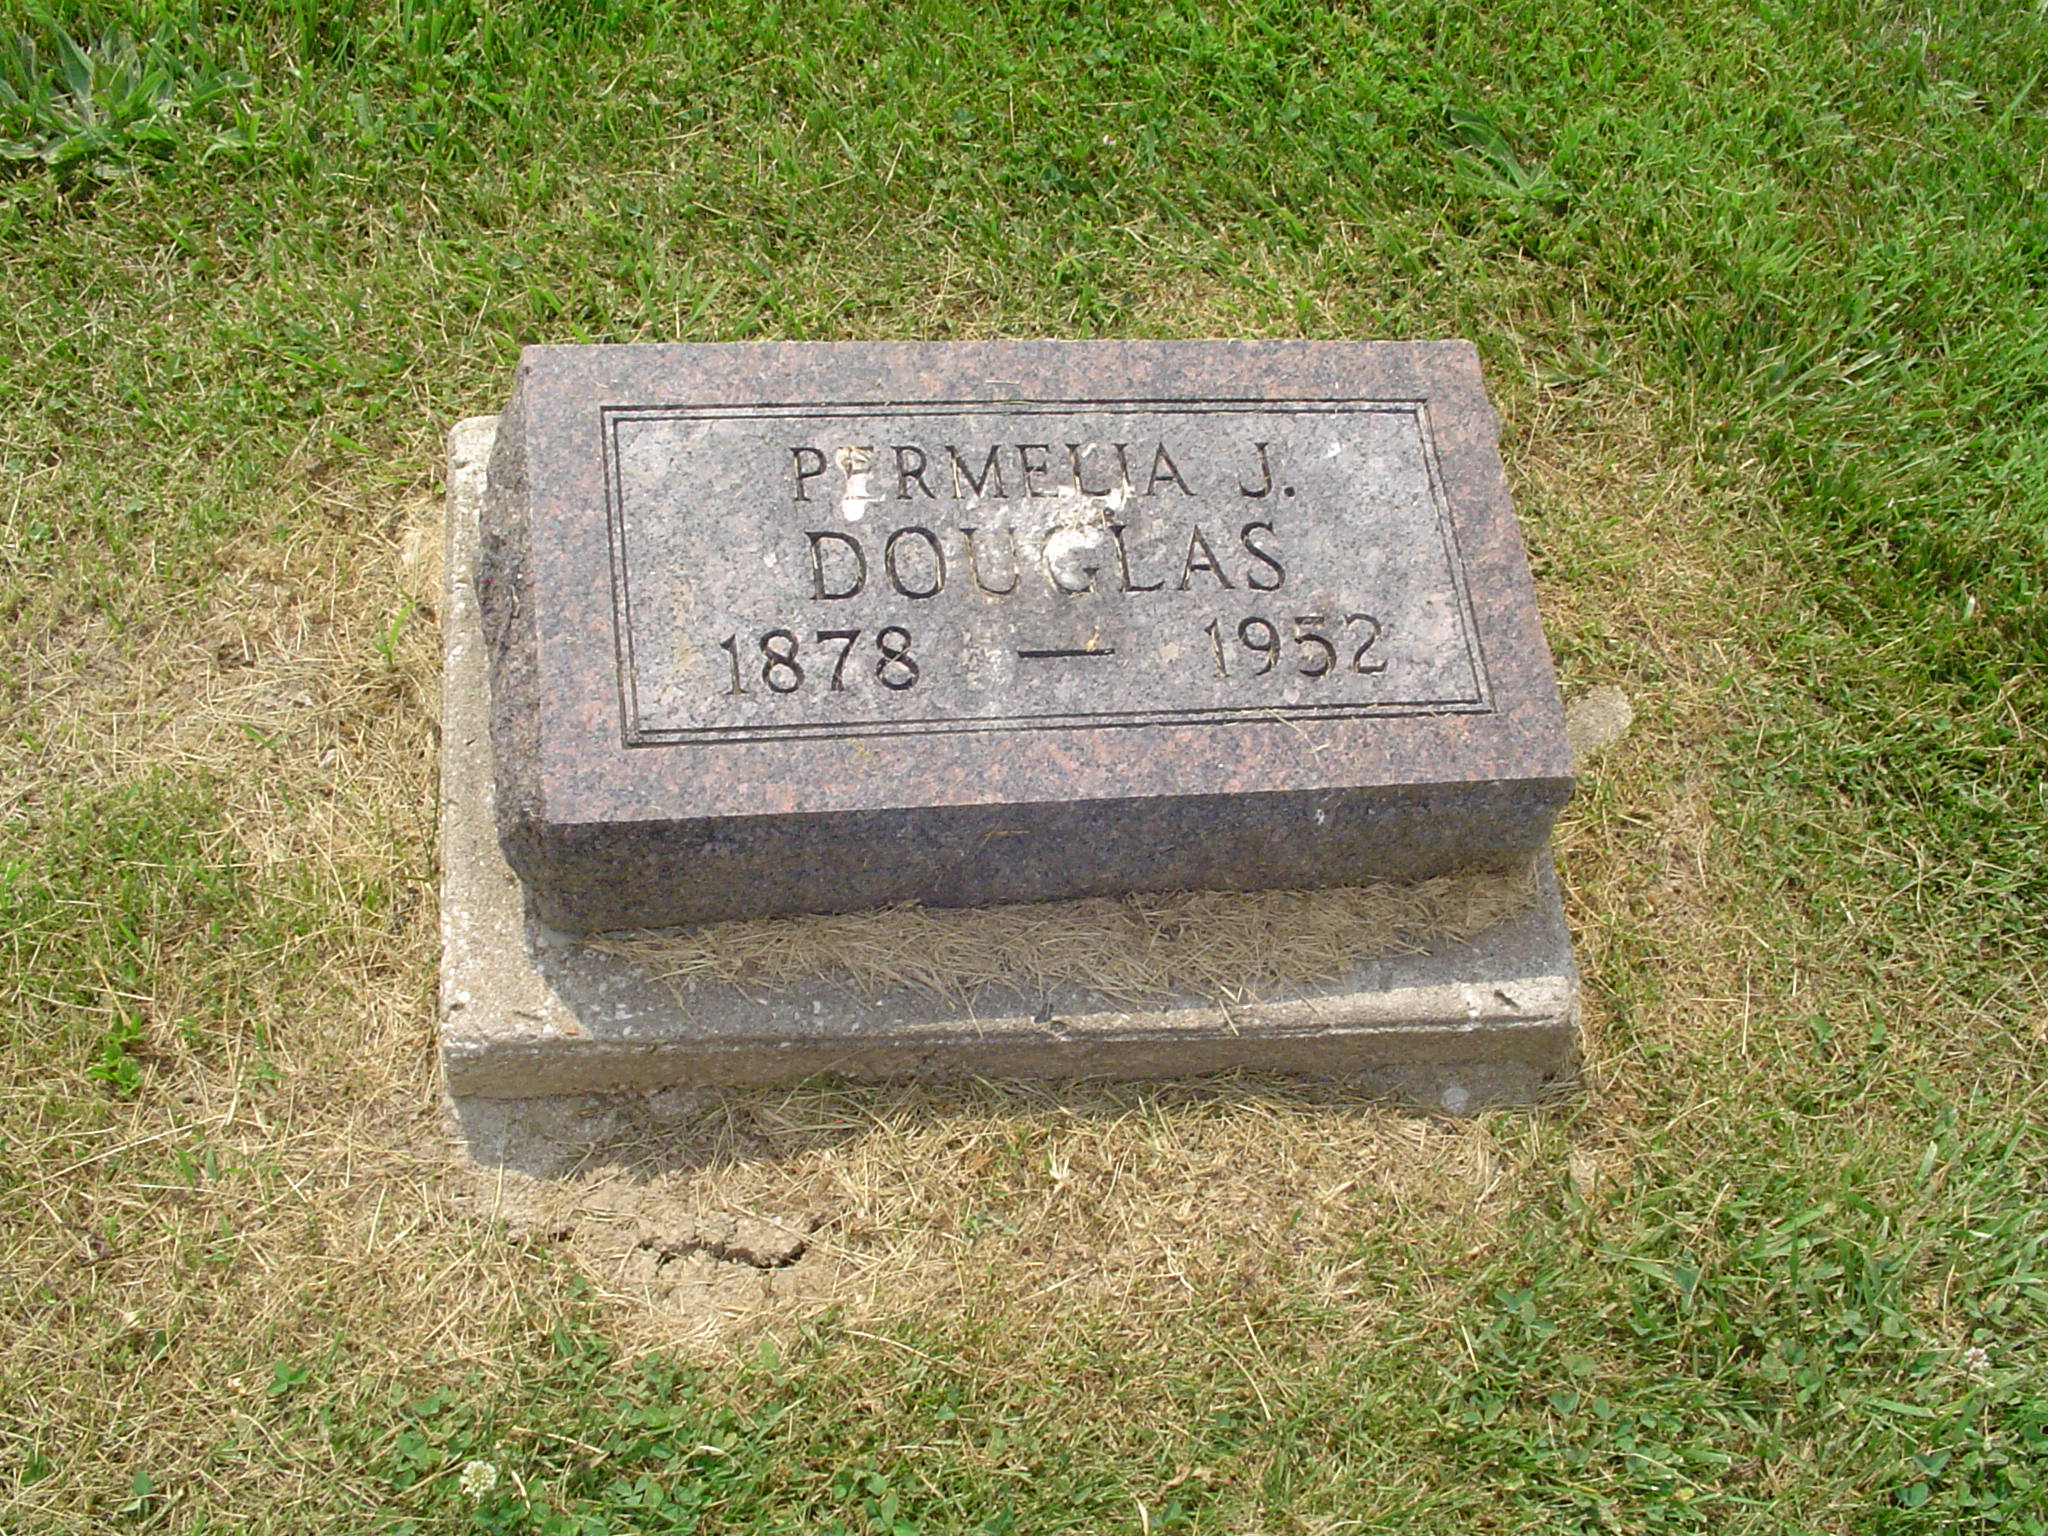 PERMELIA J.
DOUGLAS
1878 — 1952